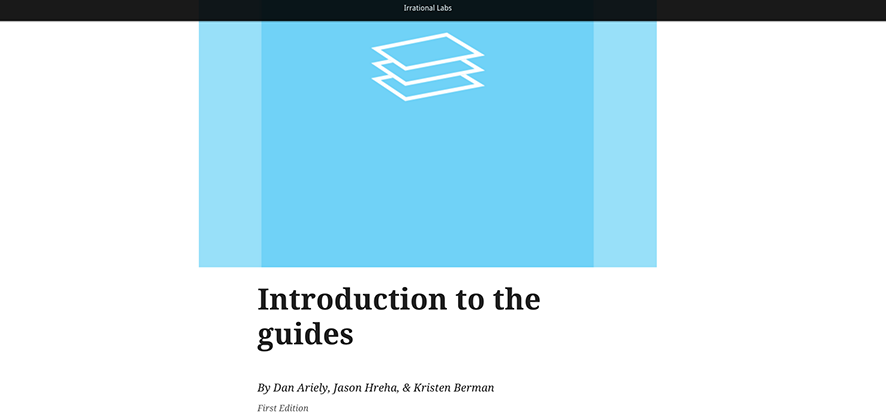 Irrational Labs
Introduction to the
guides
By Dan Ariely, Jason Hreha, & Kristen Berman
First Edition